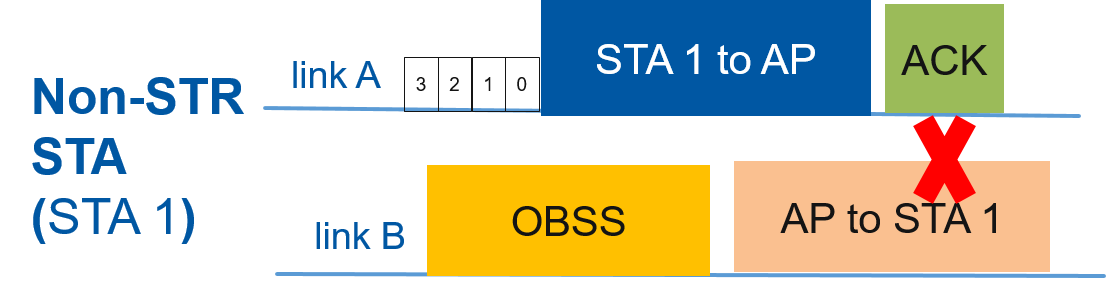 Non-STR
STA
(STA 1)
link A
3 2 1 0
STA 1 to AP
ACK
link B
OBSS
AP to STA 1